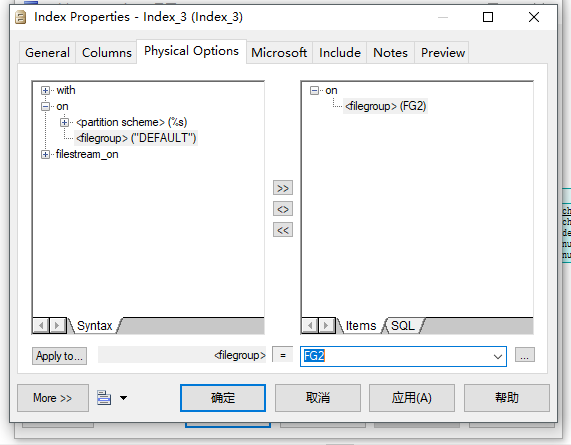 Index Properties - Index_3 (Index_3)
General Columns Physical Options Microsoft Include Notes Preview
with
on
<partition scheme> (%s)
<filegroup> ("DEFAULT")
filestream_on
on
<filegroup> (FG2)
>>
<>
<<
Syntax
Items SQL
Apply to... <filegroup> = FG2 ...
More >> 确定 取消 应用(A) 帮助